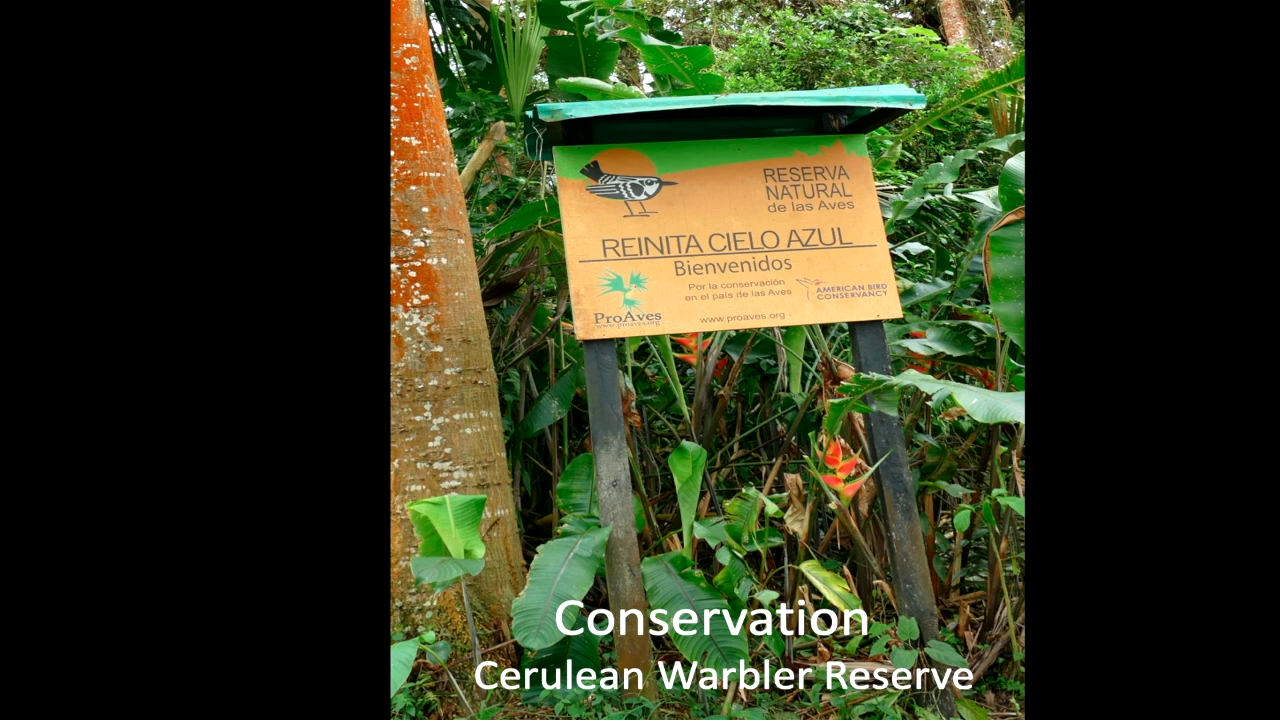 RESERVA
NATURAL
de las Aves
REINITA CIELO AZUL
Bienvenidos
Por la conservación
en el país de las Aves
ProAves
www.proaves.org
AMERICAN BIRD
CONSERVANCY
www.proaves.org
Conservation
Cerulean Warbler Reserve